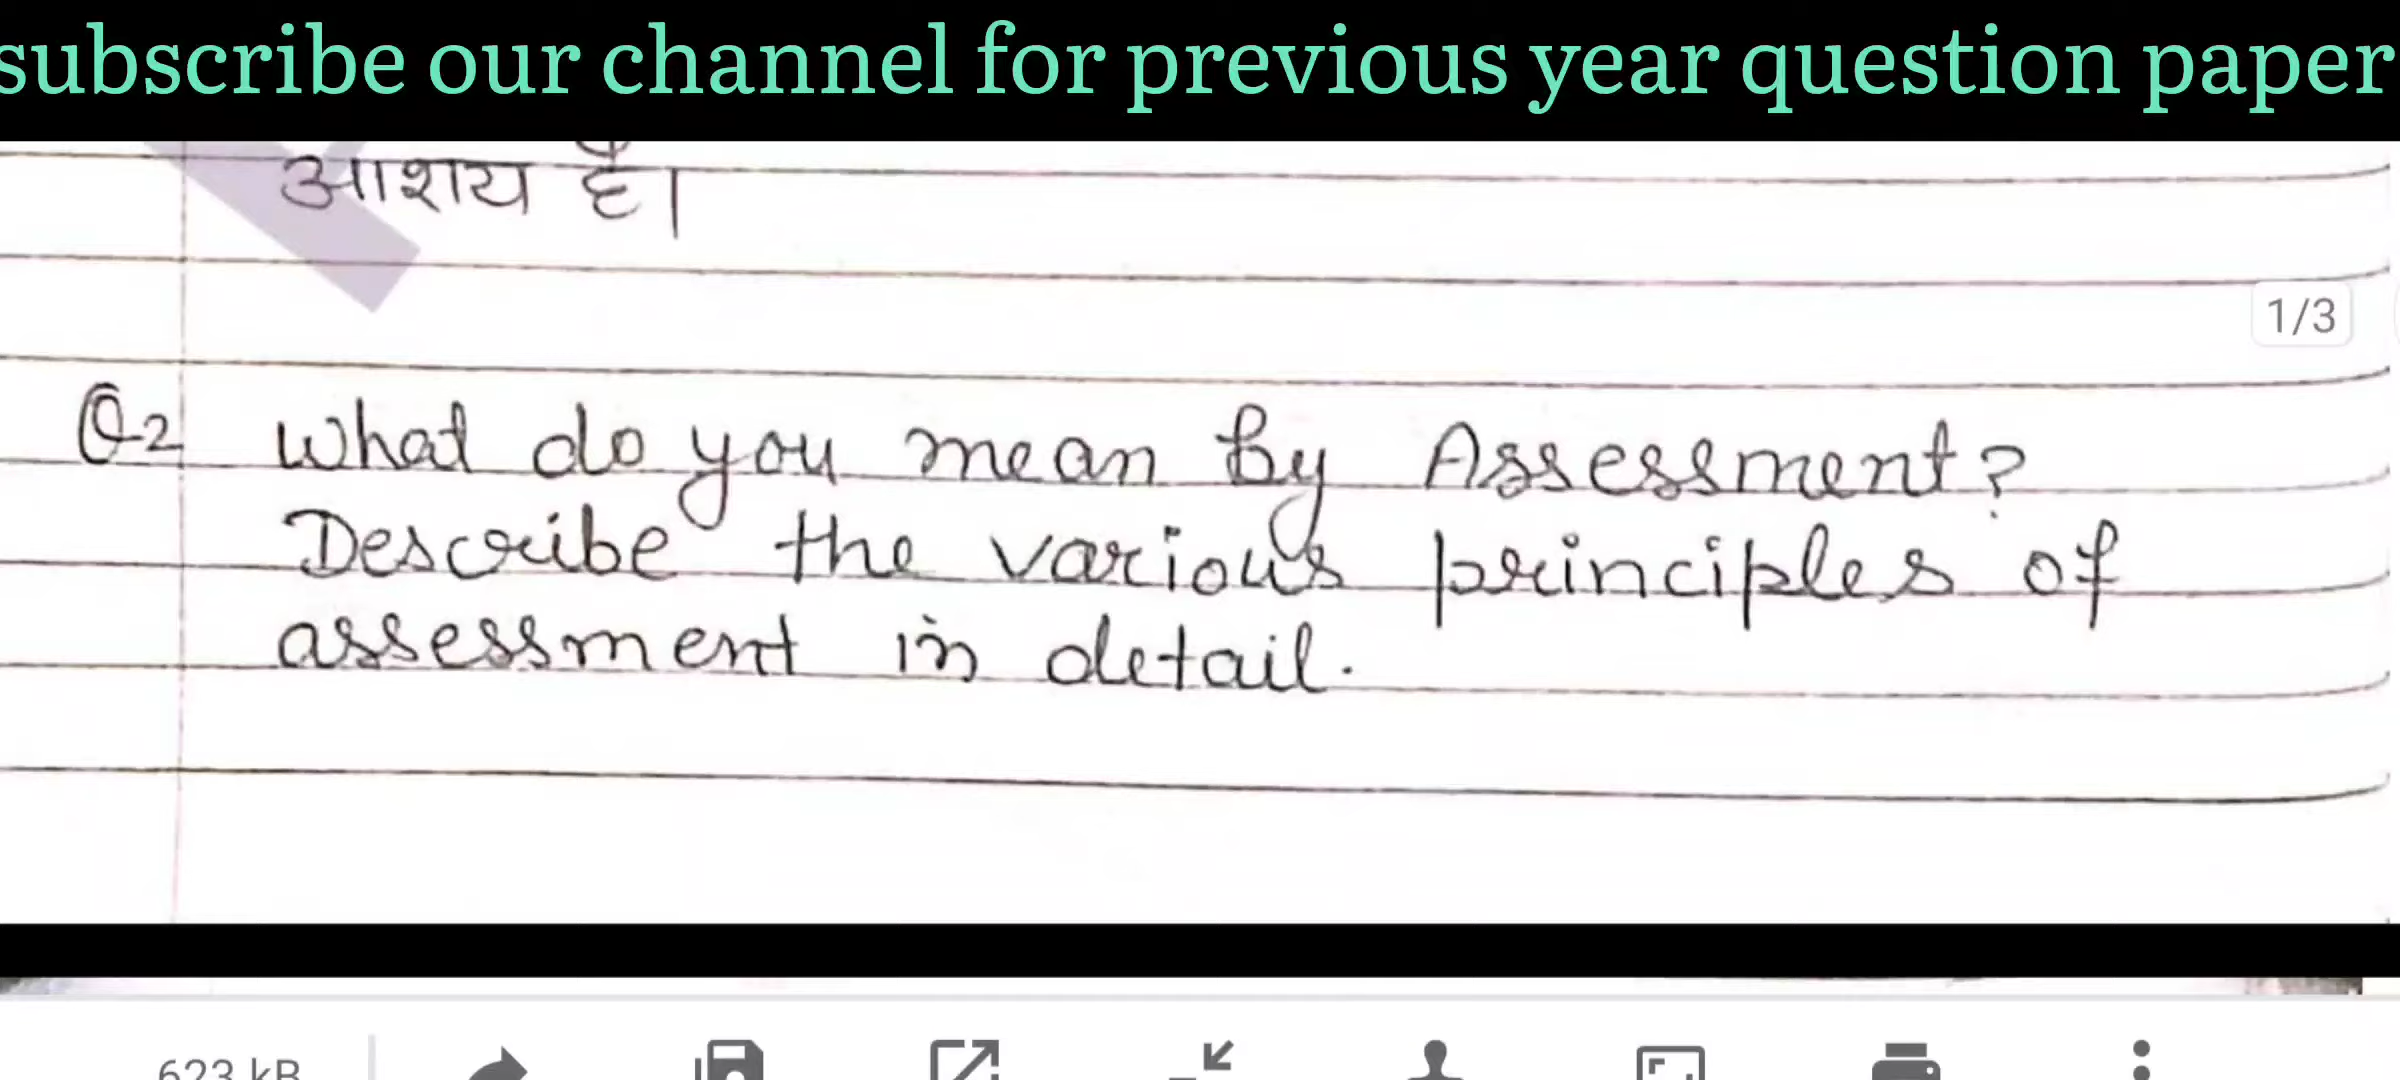 subscribe our channel for previous year question paper
आशय है।
1/3
Q2 What do you mean by Assessment?
Describe the various principles of
assessment in detail.
623 kB